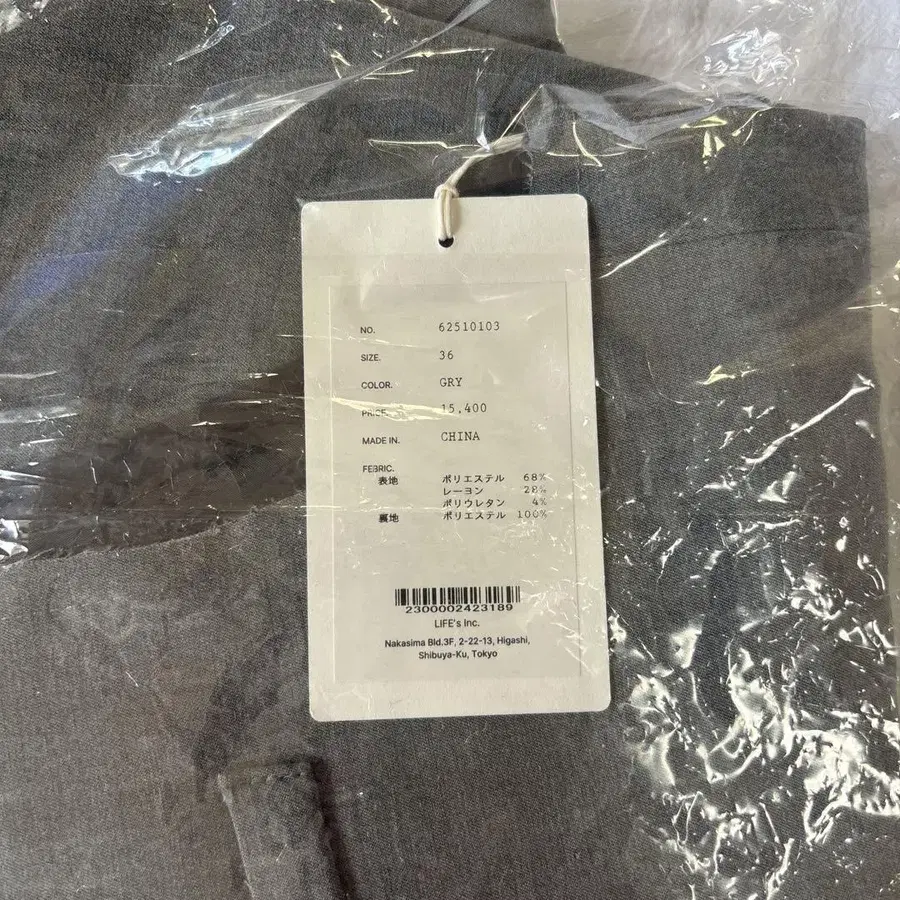 NO. 62510103
SIZE. 36
COLOR. GRY
PRICE. 15,400
MADE IN. CHINA
FEBRIC.
表地 ポリエステル 68%
レーヨン 28%
ポリウレタン 4%
裏地 ポリエステル 100%
2300002423189
LIFE's Inc.
Nakasima Bld.3F, 2-22-13, Higashi,
Shibuya-Ku, Tokyo